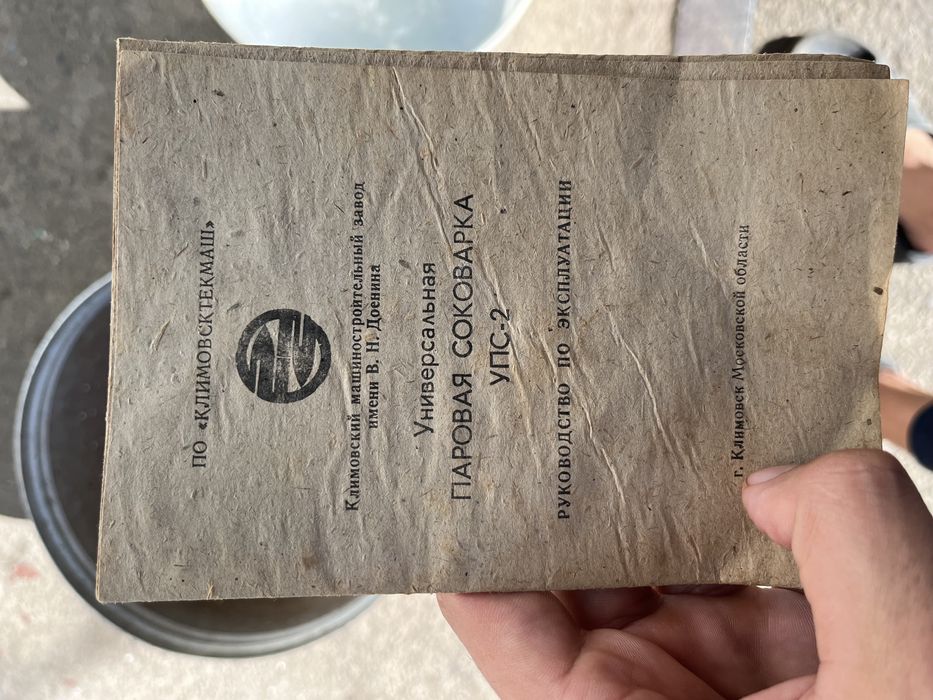 ПО «КЛИМОВСКТЕКМАШ»
Климовский машиностроительный завод
имени В. Н. Доенина
Универсальная
ПАРОВАЯ СОКОВАРКА
УПС-2
РУКОВОДСТВО ПО ЭКСПЛУАТАЦИИ
г. Климовск Московской области